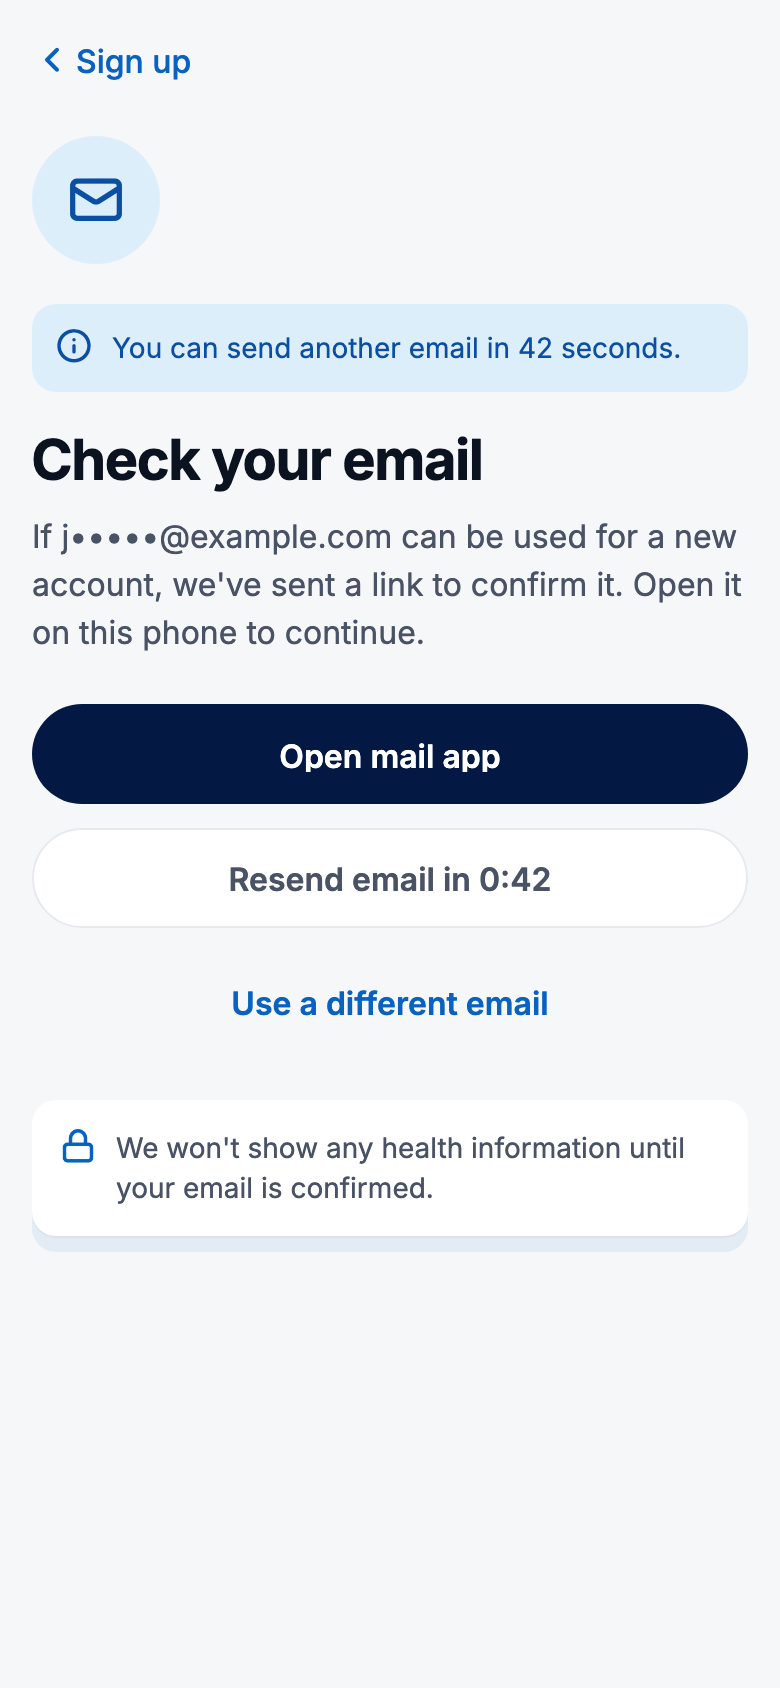 Sign up
You can send another email in 42 seconds.
Check your email
If j•••••@example.com can be used for a new
account, we've sent a link to confirm it. Open it
on this phone to continue.
Open mail app
Resend email in 0:42
Use a different email
We won't show any health information until
your email is confirmed.